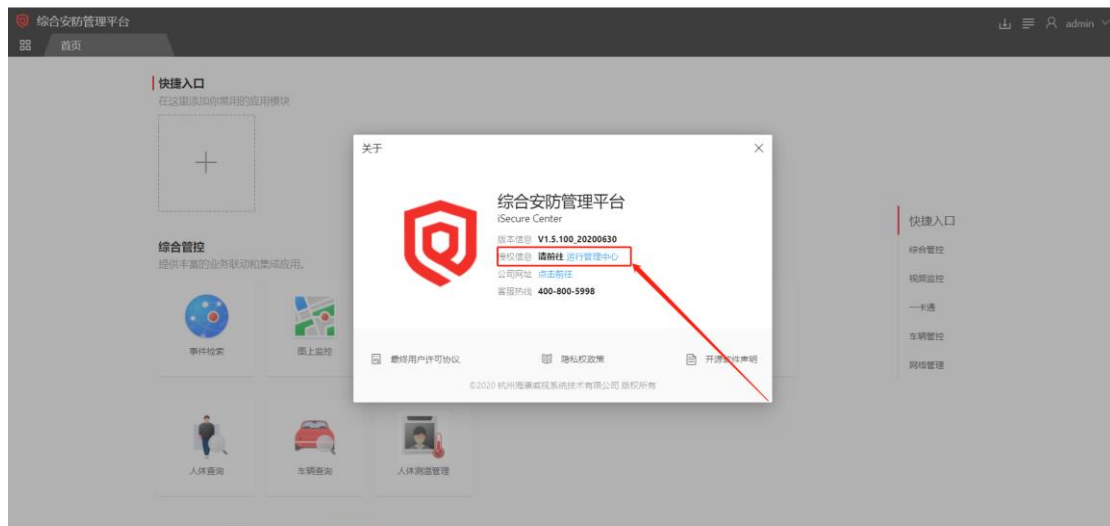 综合安防管理平台
admin
首页
快捷入口
在这里添加你常用的应用模块
综合管控
提供丰富的业务联动和集成应用。
事件检索
图上监控
人体查询
车辆查询
人体测温管理
关于
综合安防管理平台
iSecure Center
版本信息 V1.5.100_20200630
授权信息 请前往 运行管理中心
公司网址 点击前往
客服热线 400-800-5998
最终用户许可协议
隐私权政策
开源软件声明
©2020 杭州海康威视系统技术有限公司 版权所有
快捷入口
综合管控
视频监控
一卡通
车辆管控
网络管理